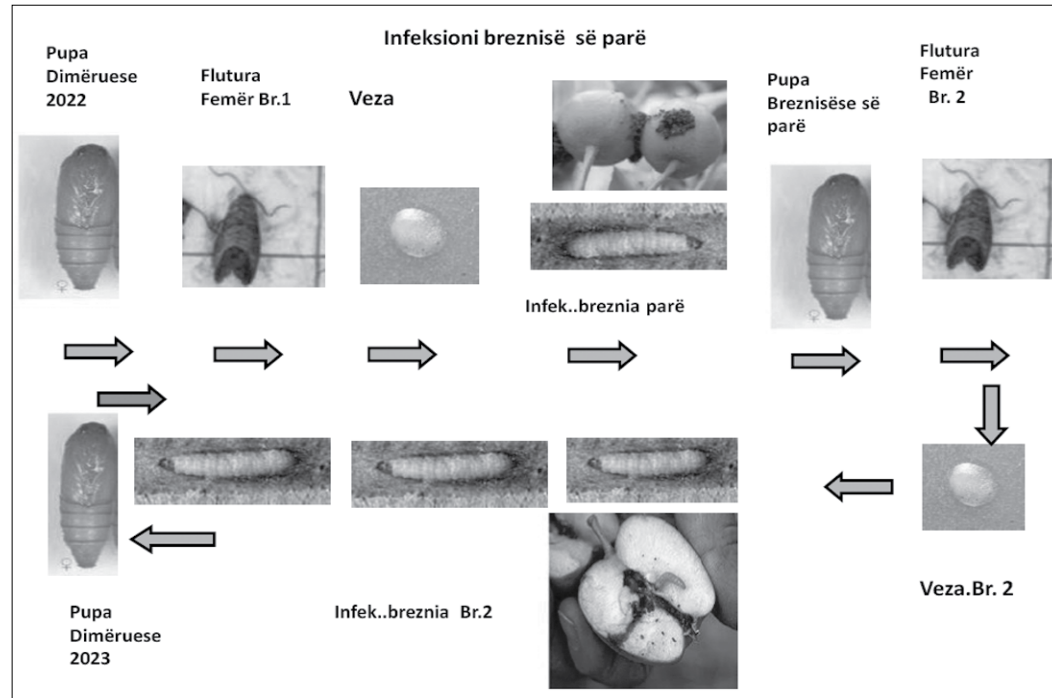 Infeksioni breznisë së parë
Pupa
Dimëruese
2022
Flutura
Femër Br.1
Veza
Infek..breznia parë
Pupa
Breznisëse së
parë
Flutura
Femër
Br. 2
Veza.Br. 2
Infek..breznia Br.2
Pupa
Dimëruese
2023